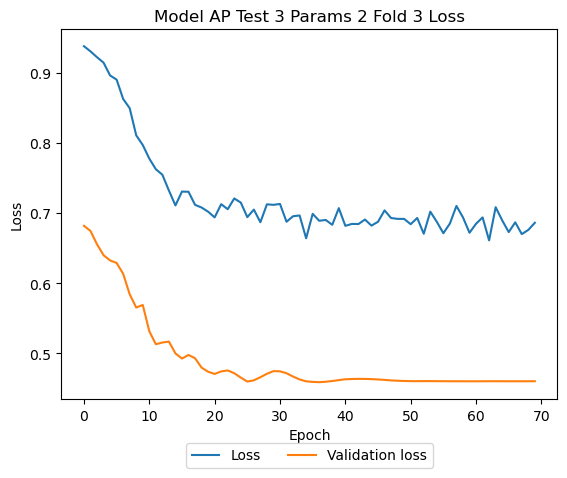 Model AP Test 3 Params 2 Fold 3 Loss
Loss
0.9
0.8
0.7
0.6
0.5
0 10 20 30 40 50 60 70
Epoch
Loss Validation loss